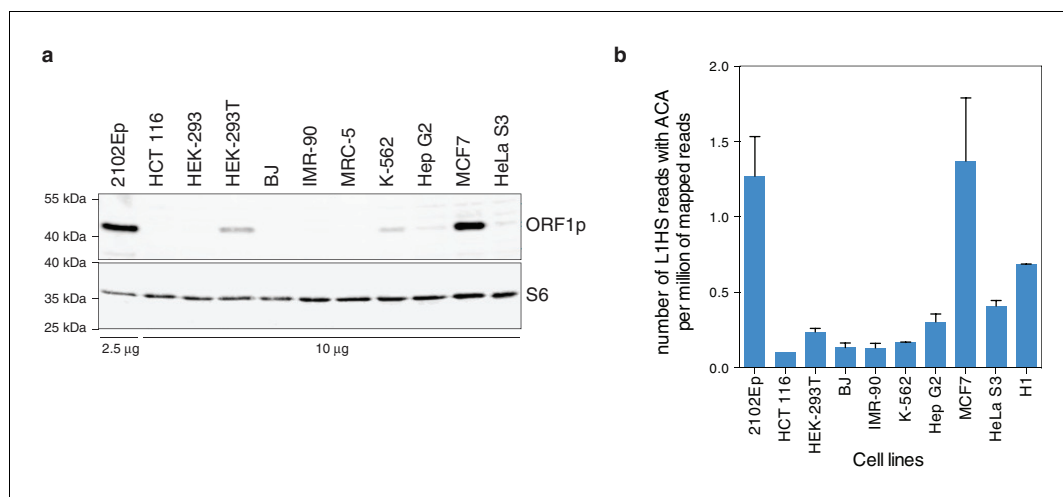 a
2102Ep
HCT 116
HEK-293
HEK-293T
BJ
IMR-90
MRC-5
K-562
Hep G2
MCF7
HeLa S3
55 kDa
40 kDa
ORF1p
40 kDa
35 kDa
25 kDa
S6
2.5 µg
10 µg
b
number of L1HS reads with ACA
per million of mapped reads
2.0
1.5
1.0
0.5
0.0
2102Ep
HCT 116
HEK-293T
BJ
IMR-90
K-562
Hep G2
MCF7
HeLa S3
H1
Cell lines